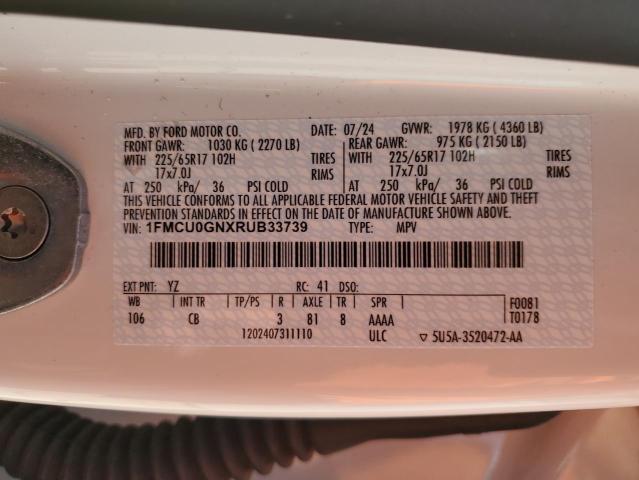 MFD. BY FORD MOTOR CO. DATE: 07/24 GVWR: 1978 KG ( 4360 LB)
FRONT GAWR: 1030 KG ( 2270 LB) REAR GAWR: 975 KG ( 2150 LB)
WITH 225/65R17 102H TIRES WITH 225/65R17 102H TIRES
17x7.0J RIMS 17x7.0J RIMS
AT 250 kPa/ 36 PSI COLD AT 250 kPa/ 36 PSI COLD
THIS VEHICLE CONFORMS TO ALL APPLICABLE FEDERAL MOTOR VEHICLE SAFETY AND THEFT
PREVENTION STANDARDS IN EFFECT ON THE DATE OF MANUFACTURE SHOWN ABOVE.
VIN: 1FMCU0GNXRUB33739 TYPE: MPV
EXT PNT: YZ RC: 41 DSO:
WB INT TR TP/PS R AXLE TR SPR F0081
106 CB 3 81 8 AAAA T0178
1202407311110 ULC ▽ 5U5A-3520472-AA